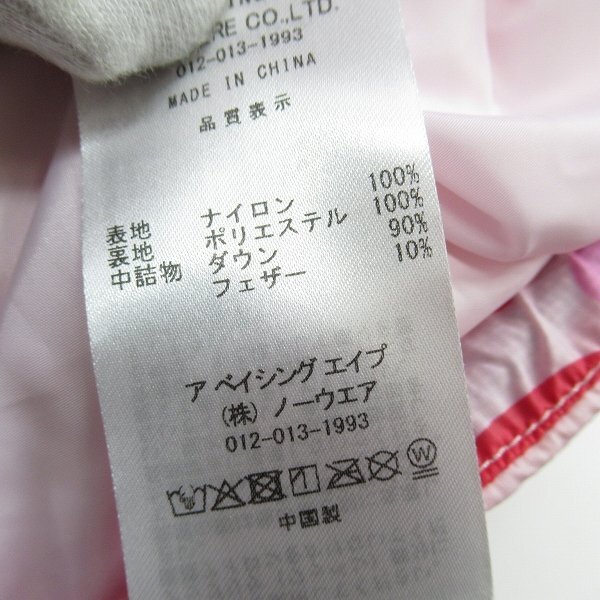 RE CO.,LTD.
012-013-1993
MADE IN CHINA
品質表示
表地 ナイロン 100%
裏地 ポリエステル 100%
中詰物 ダウン 90%
フェザー 10%
ア ベイシング エイプ
(株) ノーウエア
012-013-1993
中国製